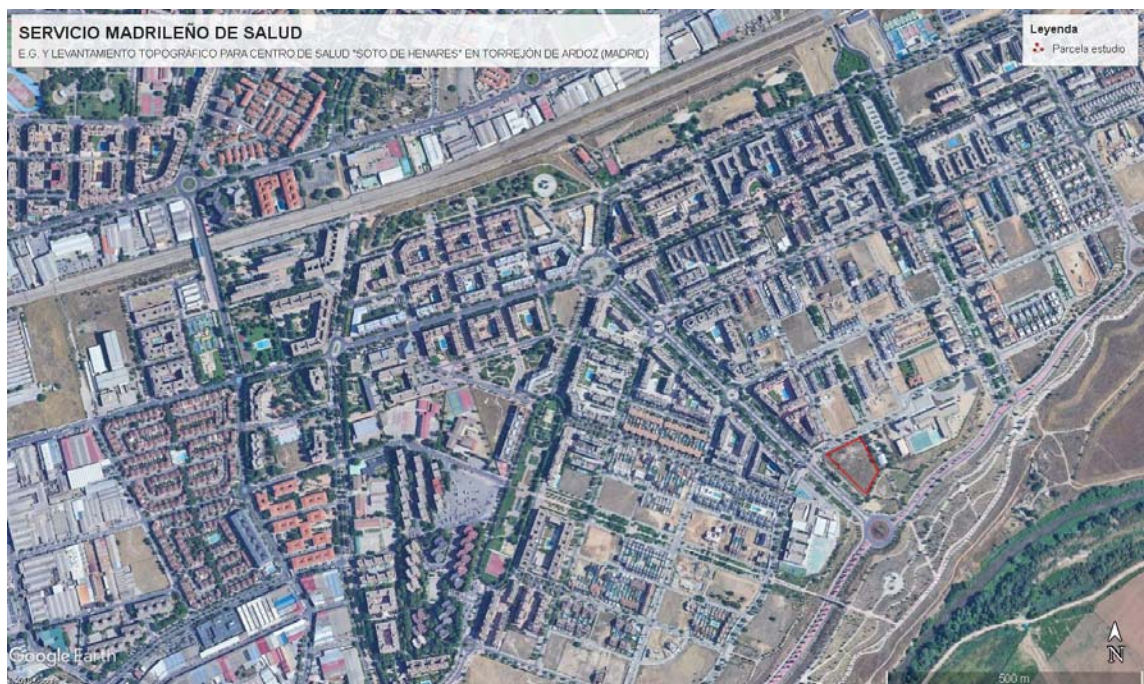 SERVICIO MADRILEÑO DE SALUD
E.G. Y LEVANTAMIENTO TOPOGRÁFICO PARA CENTRO DE SALUD "SOTO DE HENARES" EN TORREJÓN DE ARDOZ (MADRID)
Leyenda
Parcela estudio
Google Earth
N
500 m